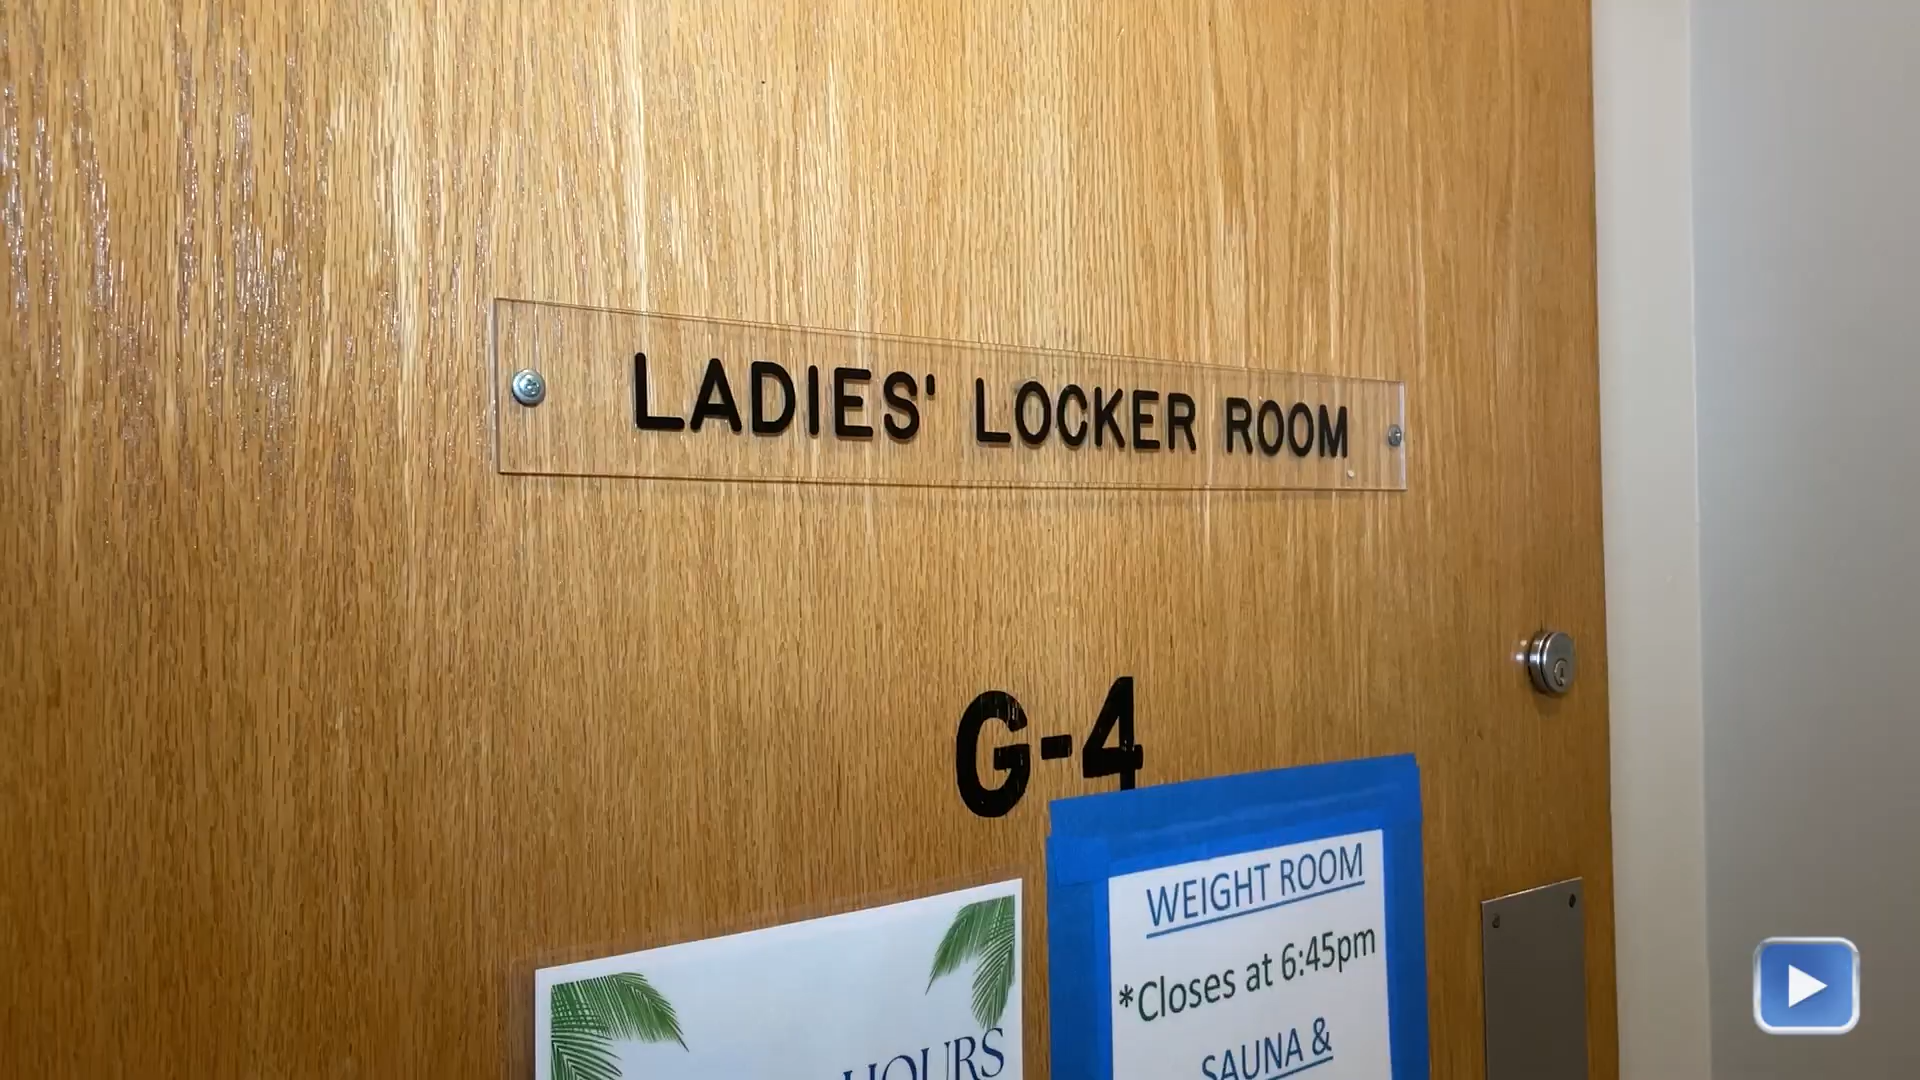 LADIES' LOCKER ROOM
G-4
WEIGHT ROOM
*Closes at 6:45pm
SAUNA &
HOURS